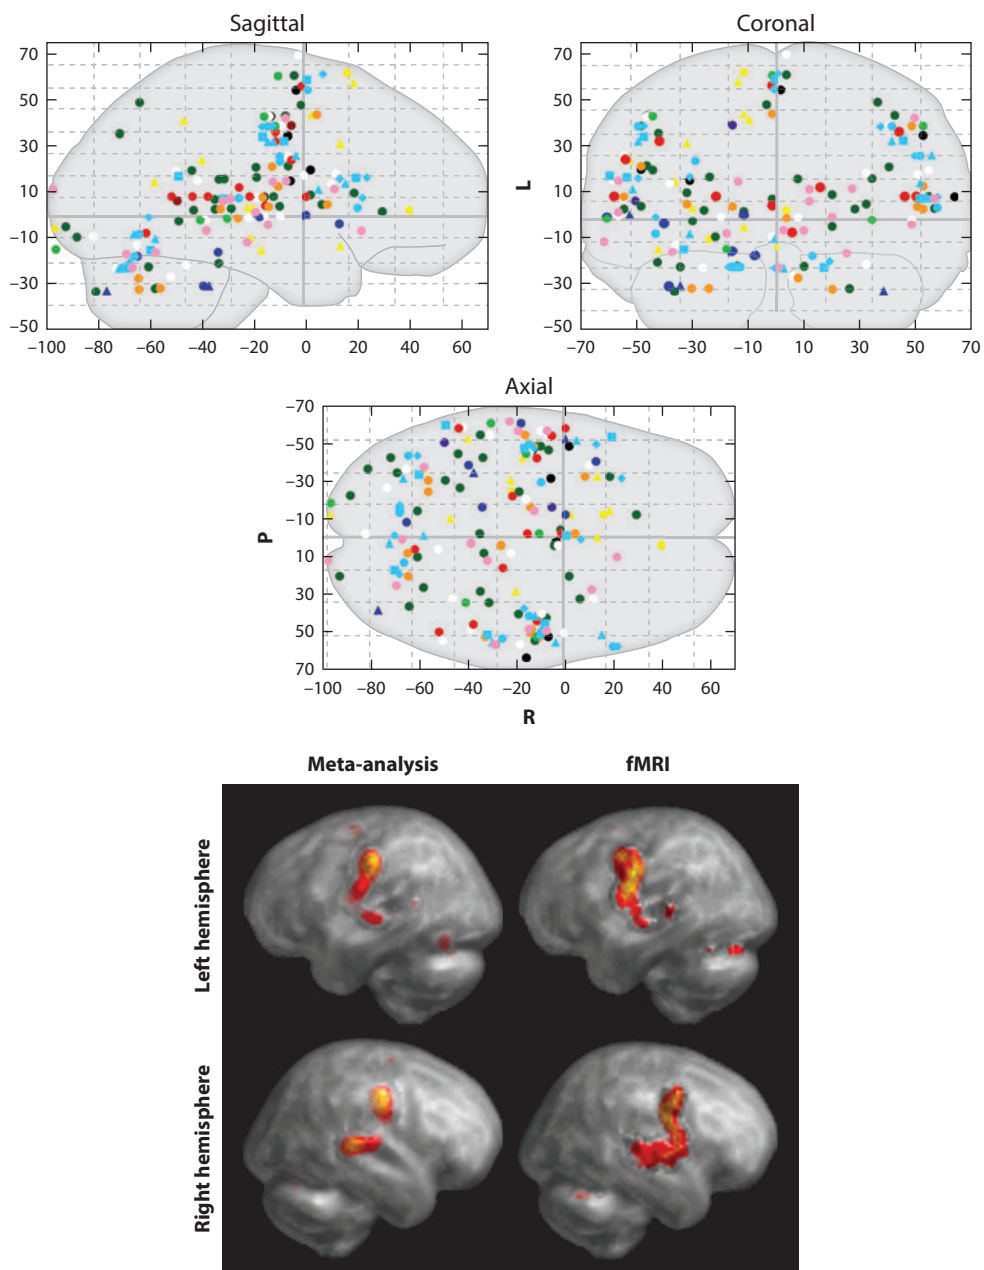 Sagittal
70
50
30
10
−10
−30
−50
−100 −80 −60 −40 −20 0 20 40 60
Coronal
70
50
30
L
10
−10
−30
−50
−70 −50 −30 −10 10 30 50 70
Axial
−70
−50
−30
−10
P
10
30
50
70
−100 −80 −60 −40 −20 0 20 40 60
R
Meta-analysis fMRI
Left hemisphere
Right hemisphere